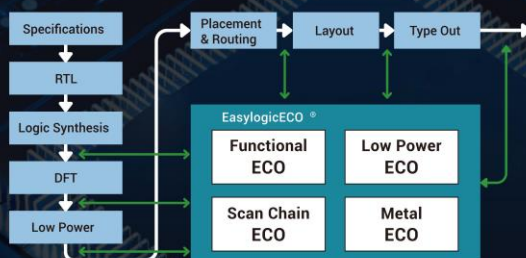 Specifications
RTL
Logic Synthesis
DFT
Low Power
Placement
& Routing
Layout
Type Out
EasylogicECO ®
Functional
ECO
Low Power
ECO
Scan Chain
ECO
Metal
ECO